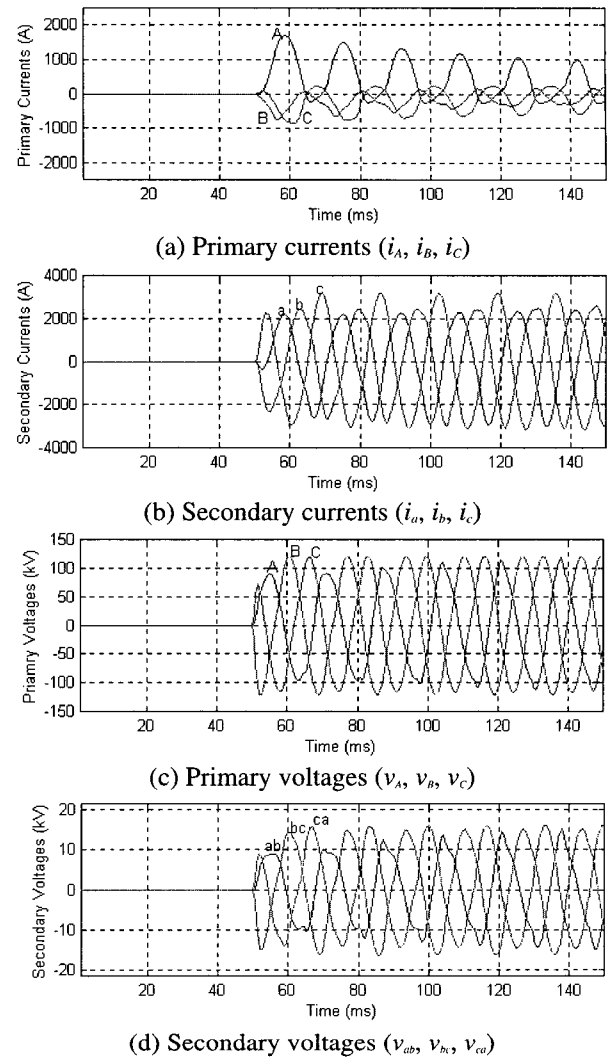 Primary Currents (A)
2000
1000
0
-1000
-2000
A
B
C
20 40 60 80 100 120 140
Time (ms)
(a) Primary currents (iA, iB, iC)
Secondary Currents (A)
4000
2000
0
-2000
-4000
a
b
c
20 40 60 80 100 120 140
Time (ms)
(b) Secondary currents (ia, ib, ic)
Priamry Voltages (kV)
150
100
50
0
-50
-100
-150
A
B
C
20 40 60 80 100 120 140
Time (ms)
(c) Primary voltages (vA, vB, vC)
Secondary Voltages (kV)
20
10
0
-10
-20
ab
bc
ca
20 40 60 80 100 120 140
Time (ms)
(d) Secondary voltages (vab, vbc, vca)